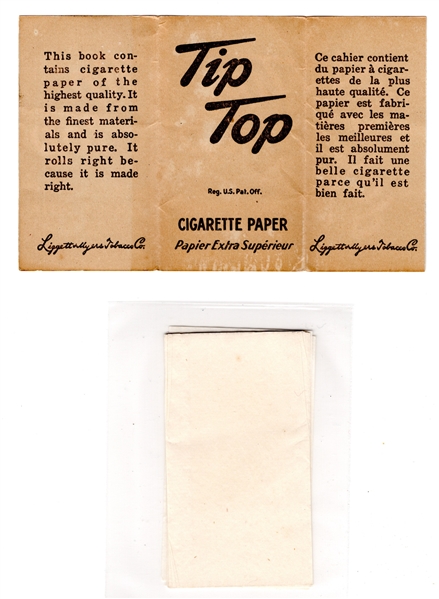 This book con-
tains cigarette
paper of the
highest quality. It
is made from
the finest materi-
als and is abso-
lutely pure. It
rolls right be-
cause it is made
right.
Liggett & Myers Tobacco Co.
Tip
Top
Reg. U.S. Pat. Off.
CIGARETTE PAPER
Papier Extra Supérieur
Ce cahier contient
du papier à cigar-
ettes de la plus
haute qualité. Ce
papier est fabri-
qué avec les ma-
tières premières
les meilleures et
il est absolument
pur. Il fait une
belle cigarette
parce qu'il est
bien fait.
Liggett & Myers Tobacco Co.